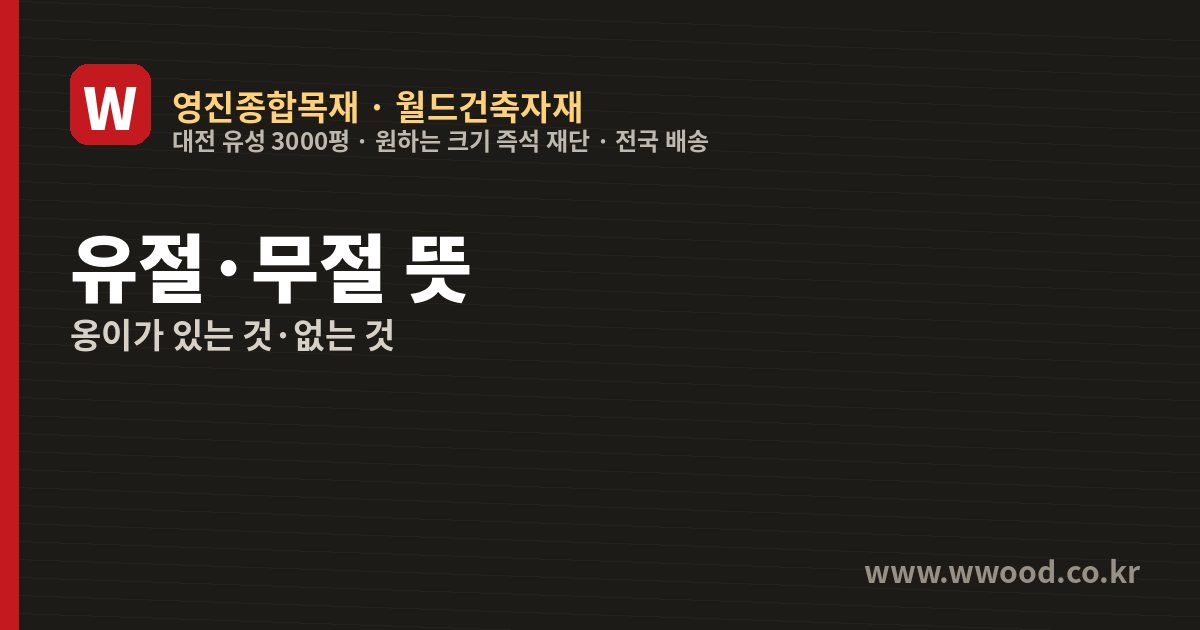 W
영진종합목재 · 월드건축자재
대전 유성 3000평 · 원하는 크기 즉석 재단 · 전국 배송
유절·무절 뜻
옹이가 있는 것·없는 것
www.wwood.co.kr